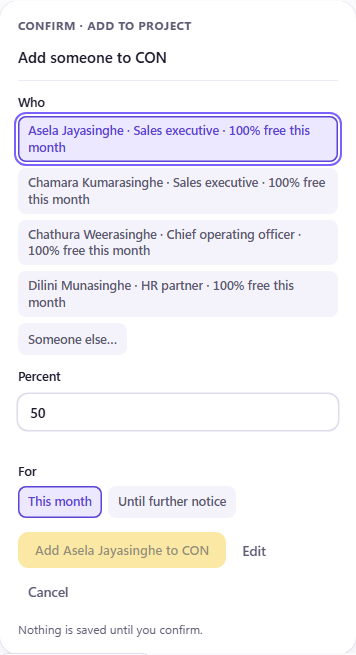 CONFIRM · ADD TO PROJECT
Add someone to CON
Who
Asela Jayasinghe · Sales executive · 100% free this
month
Chamara Kumarasinghe · Sales executive · 100% free
this month
Chathura Weerasinghe · Chief operating officer ·
100% free this month
Dilini Munasinghe · HR partner · 100% free this
month
Someone else...
Percent
50
For
This month
Until further notice
Add Asela Jayasinghe to CON
Edit
Cancel
Nothing is saved until you confirm.